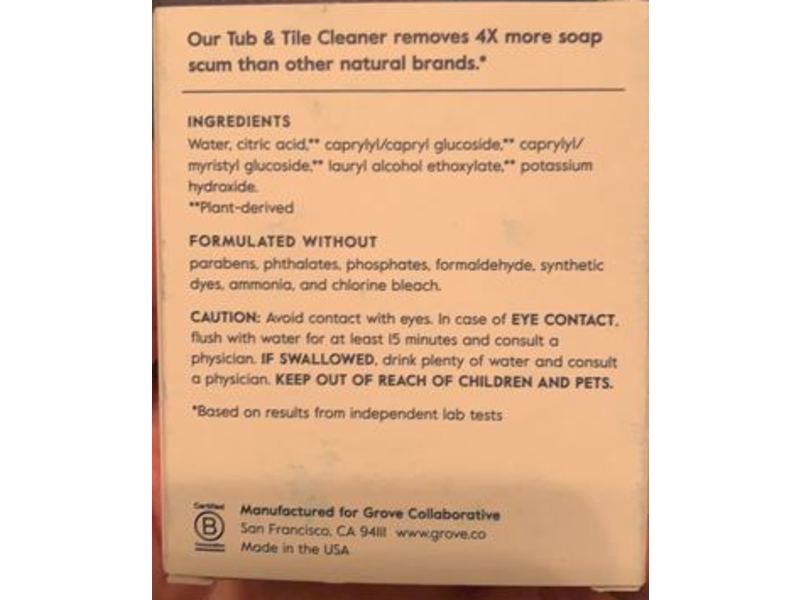 Our Tub & Tile Cleaner removes 4X more soap
scum than other natural brands.*
INGREDIENTS
Water, citric acid,** caprylyl/capryl glucoside,** caprylyl/
myristyl glucoside,** lauryl alcohol ethoxylate,** potassium
hydroxide.
**Plant-derived
FORMULATED WITHOUT
parabens, phthalates, phosphates, formaldehyde, synthetic
dyes, ammonia, and chlorine bleach.
CAUTION: Avoid contact with eyes. In case of EYE CONTACT,
flush with water for at least 15 minutes and consult a
physician. IF SWALLOWED, drink plenty of water and consult
a physician. KEEP OUT OF REACH OF CHILDREN AND PETS.
*Based on results from independent lab tests
Certified
B
Corporation
Manufactured for Grove Collaborative
San Francisco, CA 94111 www.grove.co
Made in the USA